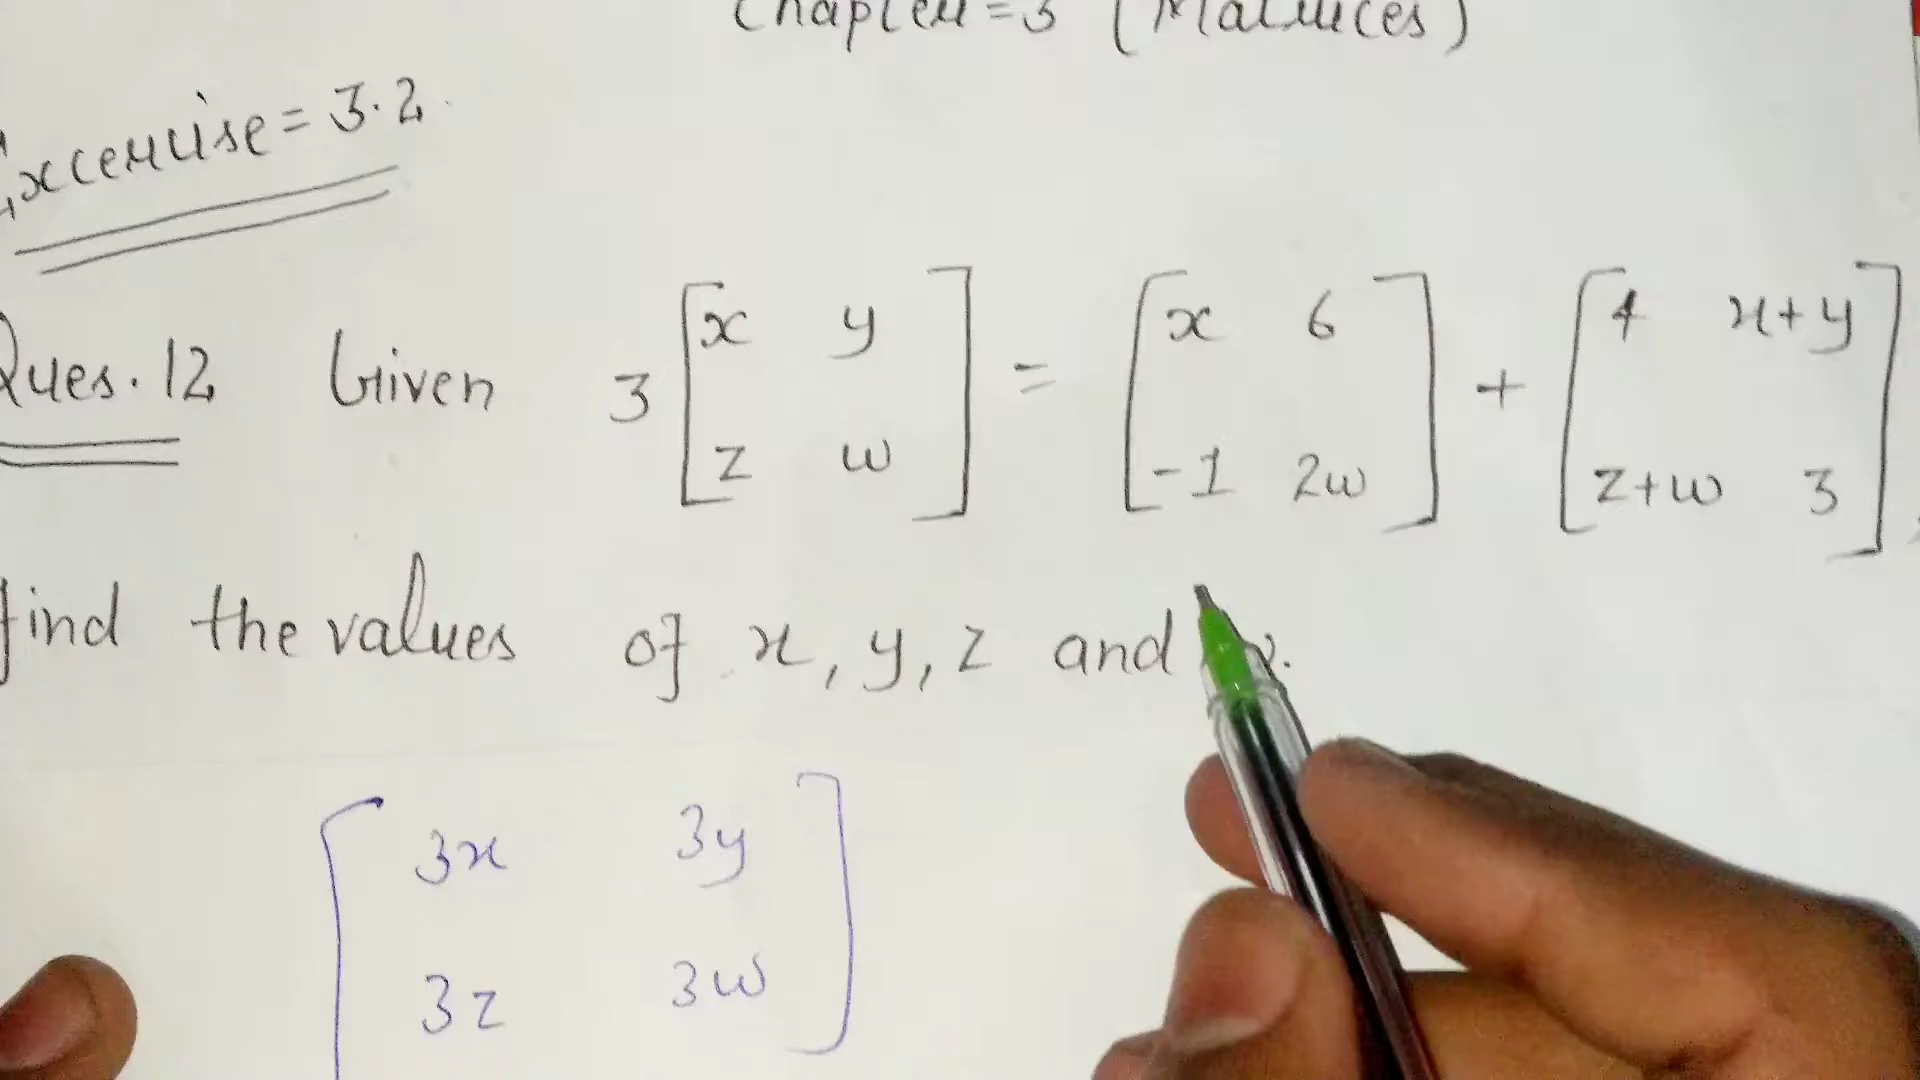 Chapter = 3 (Matrices)
Excercise = 3.2
Ques. 12 Given 3 [x y; z w] = [x 6; -1 2w] + [4 x+y; z+w 3],
find the values of x, y, z and w.
[3x 3y
3z 3w]